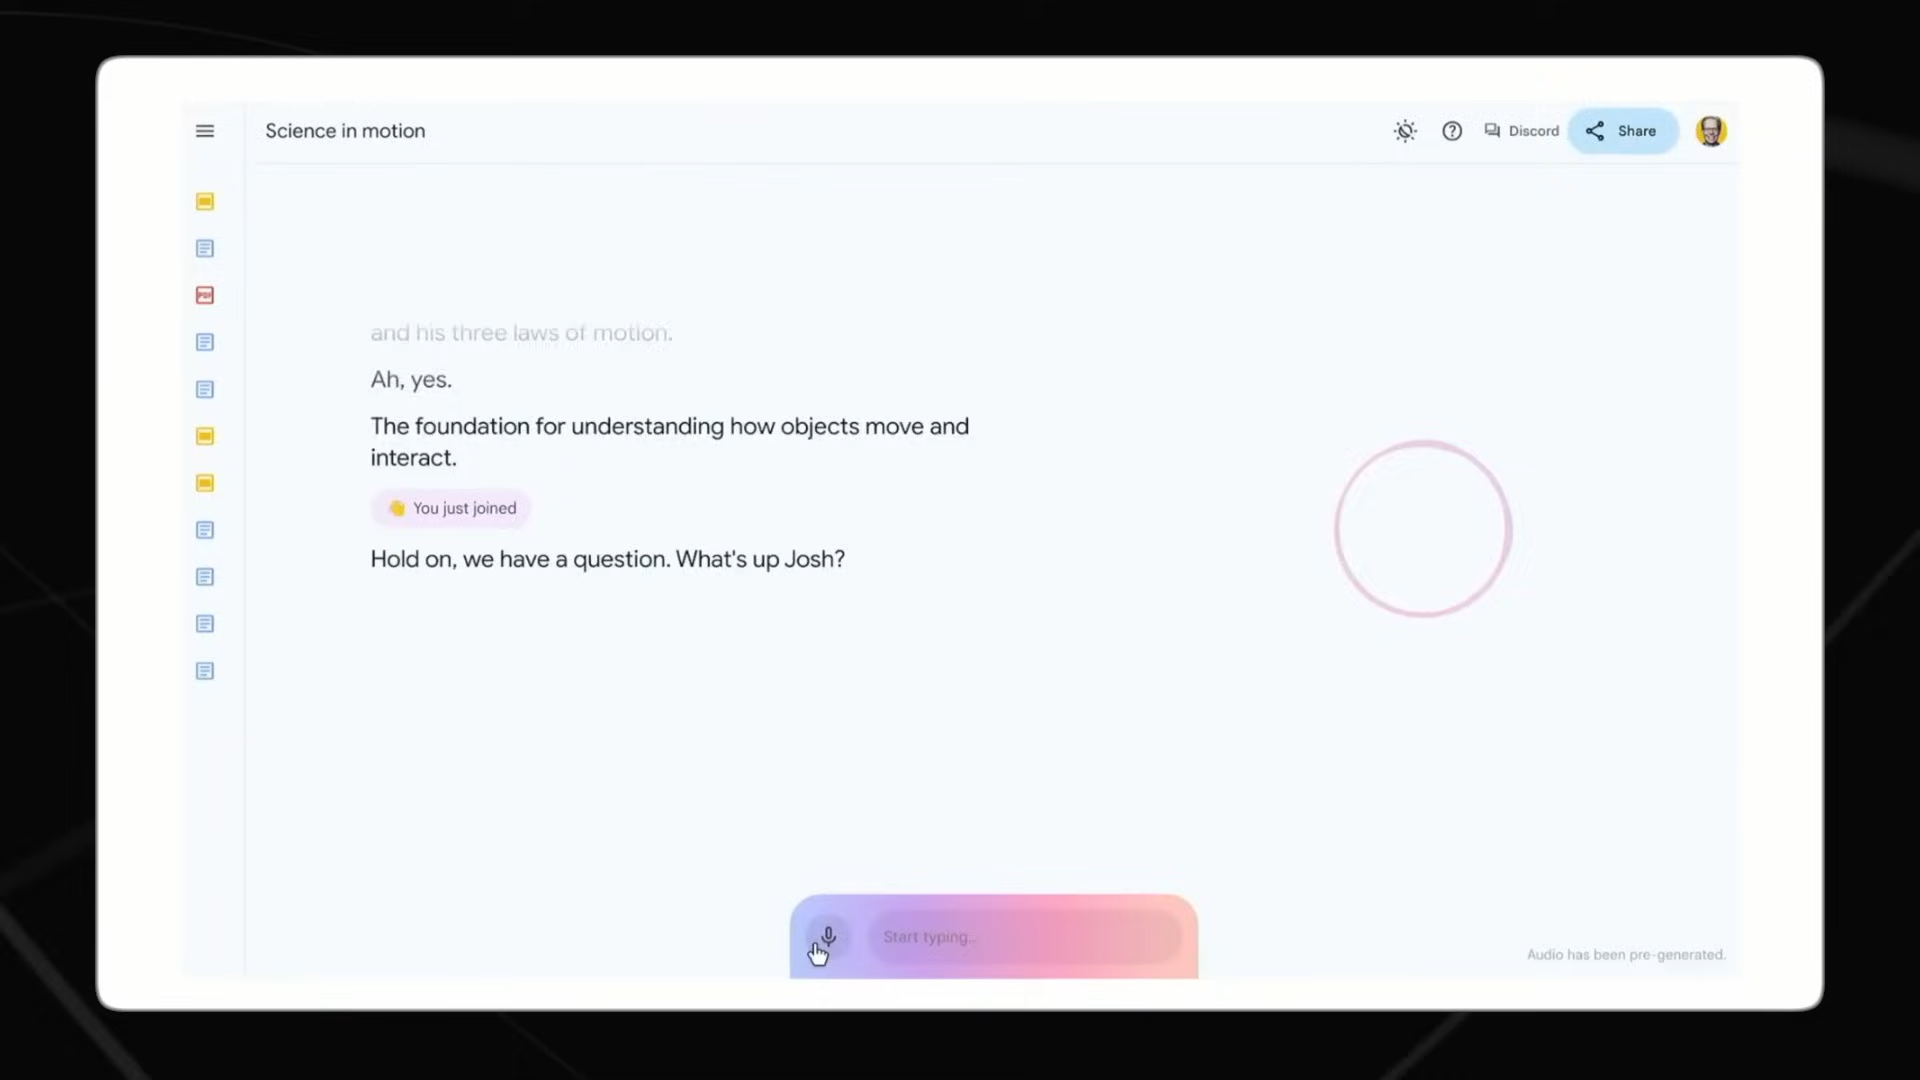 Science in motion
Discord
Share
PDF
and his three laws of motion.
Ah, yes.
The foundation for understanding how objects move and
interact.
👋 You just joined
Hold on, we have a question. What's up Josh?
Start typing...
Audio has been pre-generated.